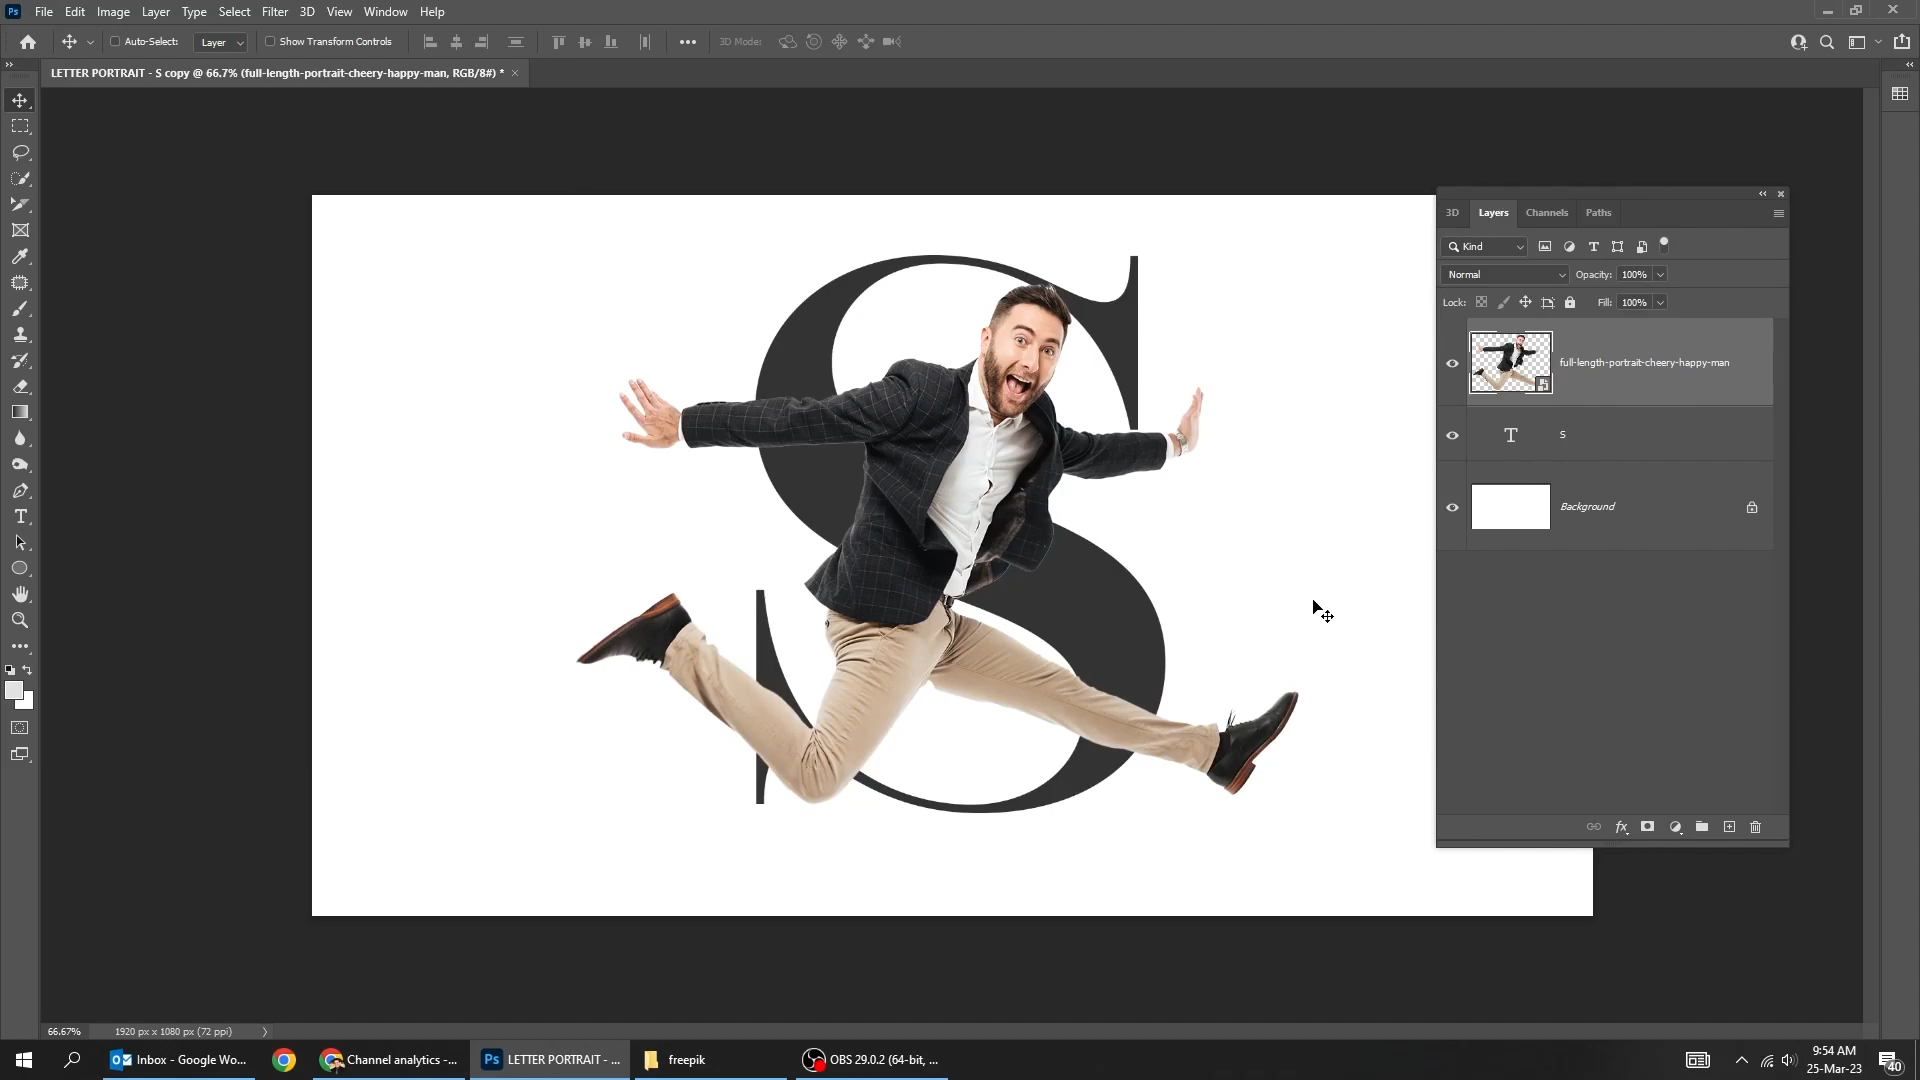 Ps File Edit Image Layer Type Select Filter 3D View Window Help
Auto-Select: Layer Show Transform Controls 3D Mode:
LETTER PORTRAIT - S copy @ 66.7% (full-length-portrait-cheery-happy-man, RGB/8#) *
3D Layers Channels Paths
Kind
Normal Opacity: 100%
Lock: Fill: 100%
full-length-portrait-cheery-happy-man
T S
Background
S
fx
66.67% 1920 px x 1080 px (72 ppi)
Inbox - Google Wo... Channel analytics -... Ps LETTER PORTRAIT - ... freepik OBS 29.0.2 (64-bit, ...
9:54 AM
25-Mar-23
40